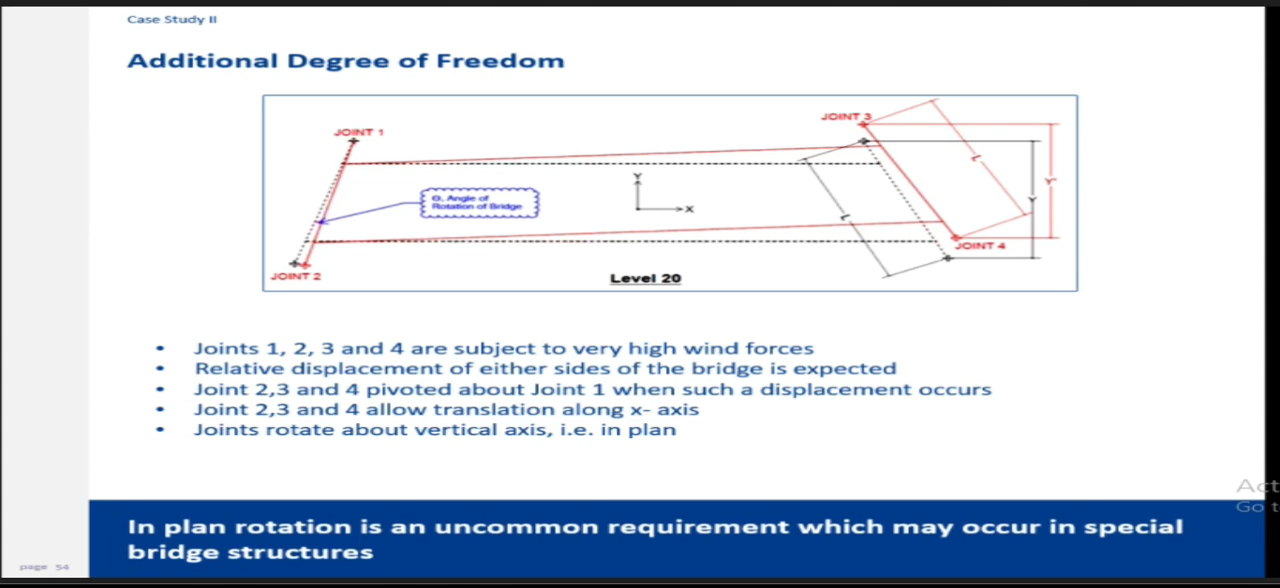 Case Study II
Additional Degree of Freedom
JOINT 1
JOINT 3
Y
X
Θ, Angle of
Rotation of Bridge
L
L
Y
Y'
JOINT 4
JOINT 2
Level 20
• Joints 1, 2, 3 and 4 are subject to very high wind forces
• Relative displacement of either sides of the bridge is expected
• Joint 2,3 and 4 pivoted about Joint 1 when such a displacement occurs
• Joint 2,3 and 4 allow translation along x- axis
• Joints rotate about vertical axis, i.e. in plan
Act
Go t
In plan rotation is an uncommon requirement which may occur in special
bridge structures
page 54